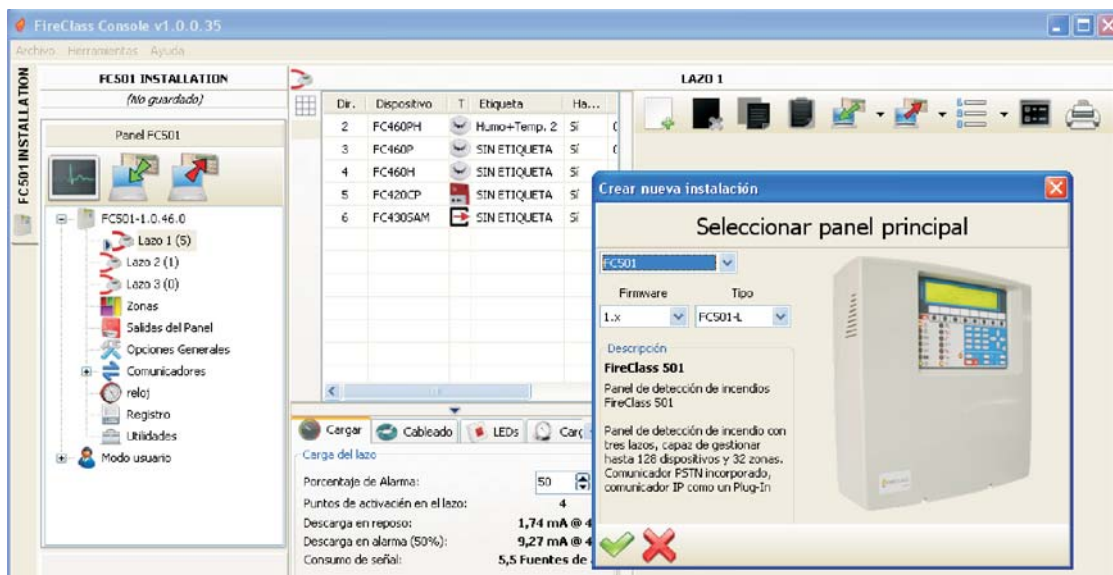 FireClass Console v1.0.0.35
Archivo Herramientas Ayuda
FC501 INSTALLATION
FC501 INSTALLATION
(No guardado)
Panel FC501
FC501-1.0.46.0
Lazo 1 (5)
Lazo 2 (1)
Lazo 3 (0)
Zonas
Salidas del Panel
Opciones Generales
Comunicadores
reloj
Registro
Utilidades
Modo usuario
LAZO 1
Dir. Dispositivo T Etiqueta Ha...
2 FC460PH Humo+Temp. 2 Sí
3 FC460P SIN ETIQUETA Sí
4 FC460H SIN ETIQUETA Sí
5 FC420CP SIN ETIQUETA Sí
6 FC430SAM SIN ETIQUETA Sí
Cargar Cableado LEDs Carg
Carga del lazo
Porcentaje de Alarma: 50
Puntos de activación en el lazo: 4
Descarga en reposo: 1,74 mA @ 4
Descarga en alarma (50%): 9,27 mA @ 4
Consumo de señal: 5,5 Fuentes de
Crear nueva instalación
Seleccionar panel principal
FC501
Firmware Tipo
1.x FC501-L
Descripción
FireClass 501
Panel de detección de incendios
FireClass 501
Panel de detección de incendio con
tres lazos, capaz de gestionar
hasta 128 dispositivos y 32 zonas.
Comunicador PSTN incorporado,
comunicador IP como un Plug-In